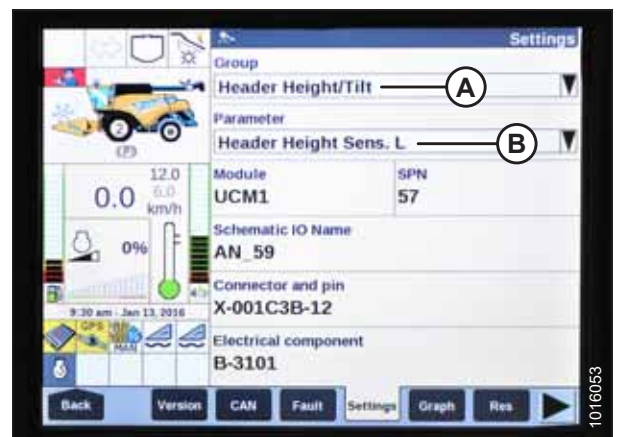 Settings
Group
Header Height/Tilt
A
Parameter
Header Height Sens. L
B
Module
UCM1
SPN
57
Schematic IO Name
AN_59
Connector and pin
X-001C3B-12
Electrical component
B-3101
2
(F)
12.0
6.0
0.0
km/h
0%
9:30 am - Jan 13, 2016
GPS
MAN
Back
Version
CAN
Fault
Settings
Graph
Res
1016053